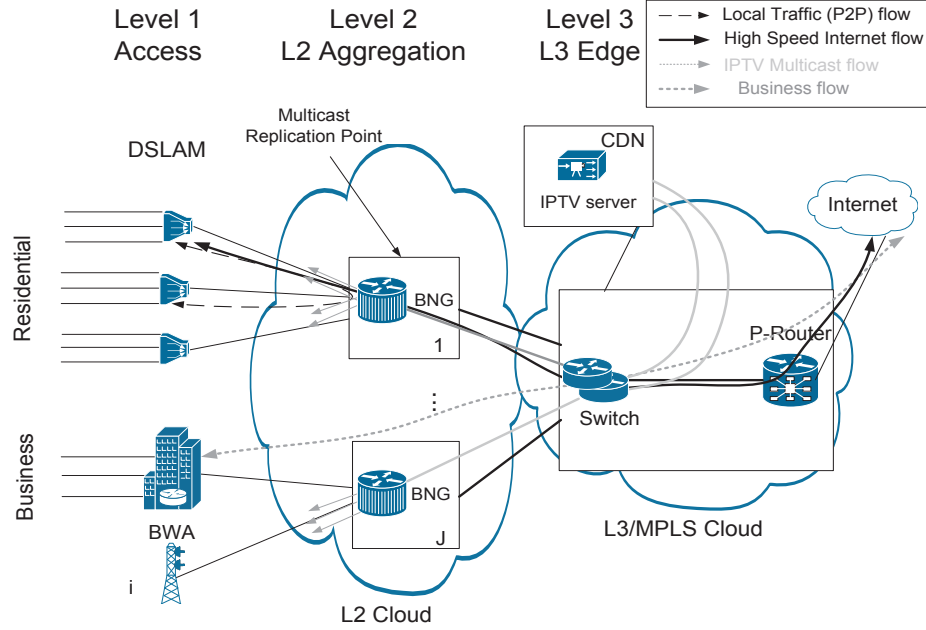 Level 1
Access
Level 2
L2 Aggregation
Level 3
L3 Edge
Local Traffic (P2P) flow
High Speed Internet flow
IPTV Multicast flow
Business flow
Multicast
Replication Point
DSLAM
CDN
IPTV server
Internet
Residential
BNG
1
P-Router
Switch
...
Business
BNG
J
BWA
i
L3/MPLS Cloud
L2 Cloud